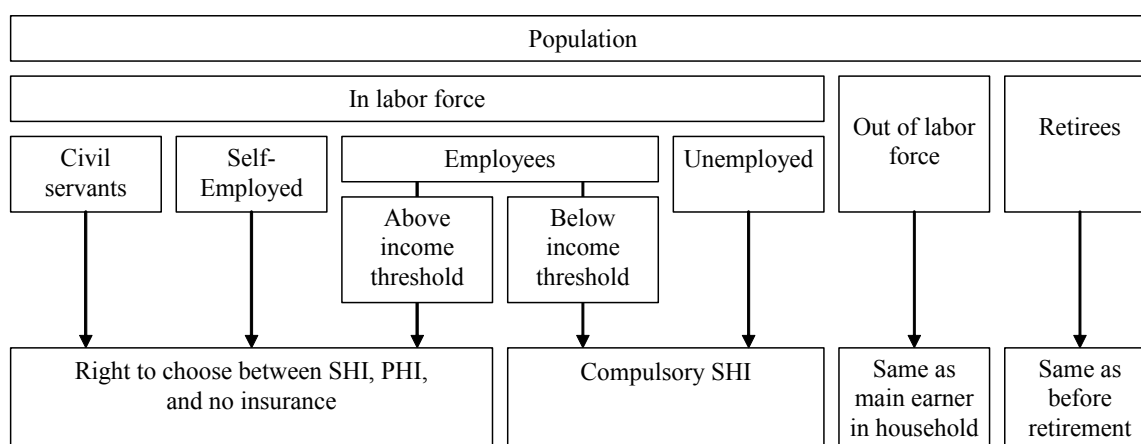 Population
In labor force
Out of labor
force
Retirees
Civil
servants
Self-
Employed
Employees
Unemployed
Above
income
threshold
Below
income
threshold
Right to choose between SHI, PHI,
and no insurance
Compulsory SHI
Same as
main earner
in household
Same as
before
retirement